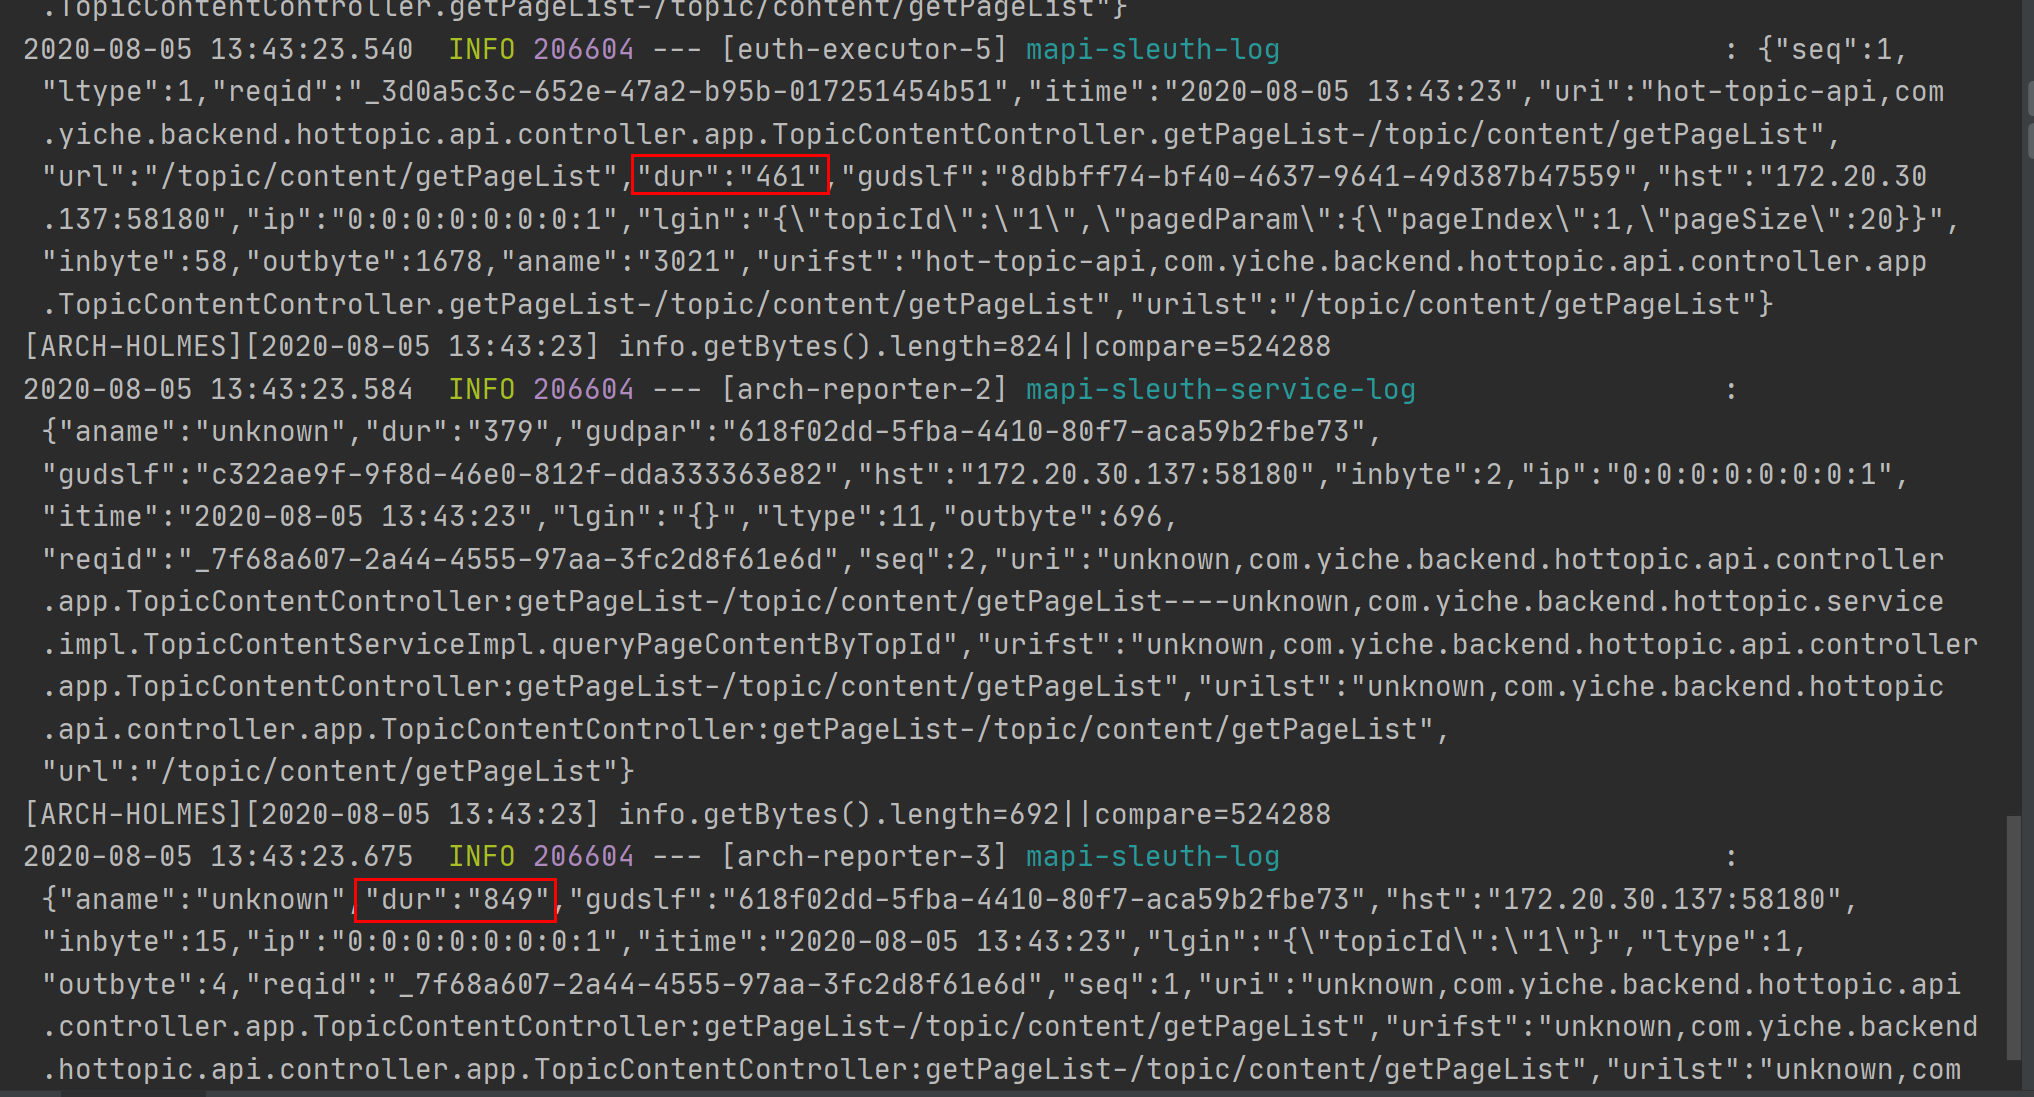 .TopicContentController.getPageList-/topic/content/getPageList"}
2020-08-05 13:43:23.540  INFO 206604 --- [euth-executor-5] mapi-sleuth-log                          : {"seq":1,
"ltype":1,"reqid":"_3d0a5c3c-652e-47a2-b95b-017251454b51","itime":"2020-08-05 13:43:23","uri":"hot-topic-api,com
.yiche.backend.hottopic.api.controller.app.TopicContentController.getPageList-/topic/content/getPageList",
"url":"/topic/content/getPageList","dur":"461","gudslf":"8dbbff74-bf40-4637-9641-49d387b47559","hst":"172.20.30
.137:58180","ip":"0:0:0:0:0:0:0:1","lgin":"{\"topicId\":\"1\",\"pagedParam\":{\"pageIndex\":1,\"pageSize\":20}}",
"inbyte":58,"outbyte":1678,"aname":"3021","urifst":"hot-topic-api,com.yiche.backend.hottopic.api.controller.app
.TopicContentController.getPageList-/topic/content/getPageList","urilst":"/topic/content/getPageList"}
[ARCH-HOLMES][2020-08-05 13:43:23] info.getBytes().length=824||compare=524288
2020-08-05 13:43:23.584  INFO 206604 --- [arch-reporter-2] mapi-sleuth-service-log                  :
{"aname":"unknown","dur":"379","gudpar":"618f02dd-5fba-4410-80f7-aca59b2fbe73",
"gudslf":"c322ae9f-9f8d-46e0-812f-dda333363e82","hst":"172.20.30.137:58180","inbyte":2,"ip":"0:0:0:0:0:0:0:1",
"itime":"2020-08-05 13:43:23","lgin":"{}","ltype":11,"outbyte":696,
"reqid":"_7f68a607-2a44-4555-97aa-3fc2d8f61e6d","seq":2,"uri":"unknown,com.yiche.backend.hottopic.api.controller
.app.TopicContentController:getPageList-/topic/content/getPageList----unknown,com.yiche.backend.hottopic.service
.impl.TopicContentServiceImpl.queryPageContentByTopId","urifst":"unknown,com.yiche.backend.hottopic.api.controller
.app.TopicContentController:getPageList-/topic/content/getPageList","urilst":"unknown,com.yiche.backend.hottopic
.api.controller.app.TopicContentController:getPageList-/topic/content/getPageList",
"url":"/topic/content/getPageList"}
[ARCH-HOLMES][2020-08-05 13:43:23] info.getBytes().length=692||compare=524288
2020-08-05 13:43:23.675  INFO 206604 --- [arch-reporter-3] mapi-sleuth-log                          :
{"aname":"unknown","dur":"849","gudslf":"618f02dd-5fba-4410-80f7-aca59b2fbe73","hst":"172.20.30.137:58180",
"inbyte":15,"ip":"0:0:0:0:0:0:0:1","itime":"2020-08-05 13:43:23","lgin":"{\"topicId\":\"1\"}","ltype":1,
"outbyte":4,"reqid":"_7f68a607-2a44-4555-97aa-3fc2d8f61e6d","seq":1,"uri":"unknown,com.yiche.backend.hottopic.api
.controller.app.TopicContentController:getPageList-/topic/content/getPageList","urifst":"unknown,com.yiche.backend
.hottopic.api.controller.app.TopicContentController:getPageList-/topic/content/getPageList","urilst":"unknown,com